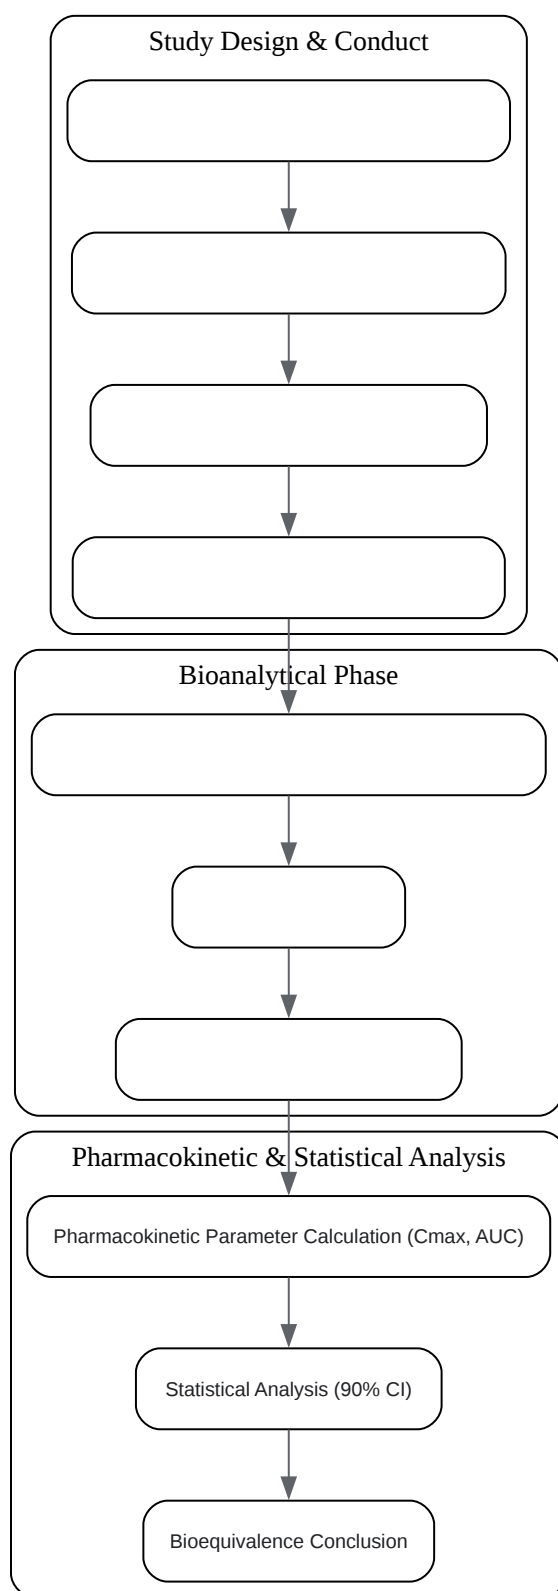 Study Design & Conduct
Bioanalytical Phase
Pharmacokinetic & Statistical Analysis
Pharmacokinetic Parameter Calculation (Cmax, AUC)
Statistical Analysis (90% CI)
Bioequivalence Conclusion